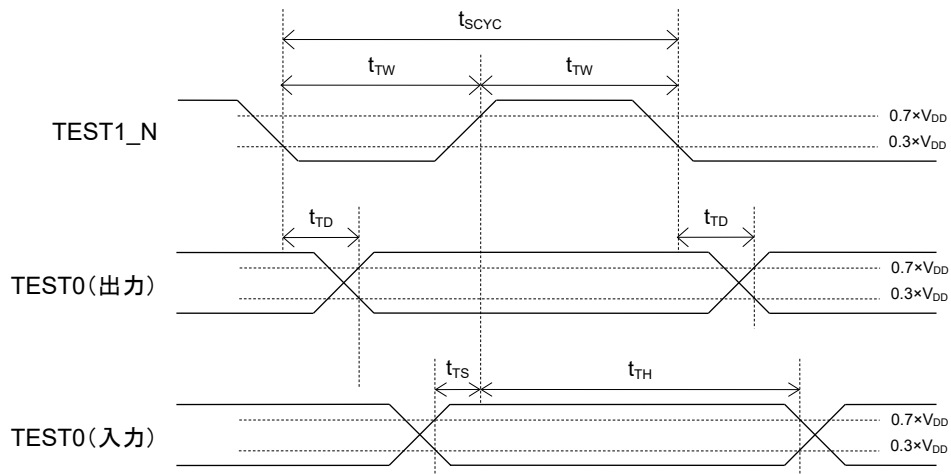 tSCYC
tTW tTW
TEST1_N
0.7×VDD
0.3×VDD
tTD tTD
TEST0(出力)
0.7×VDD
0.3×VDD
tTS tTH
TEST0(入力)
0.7×VDD
0.3×VDD